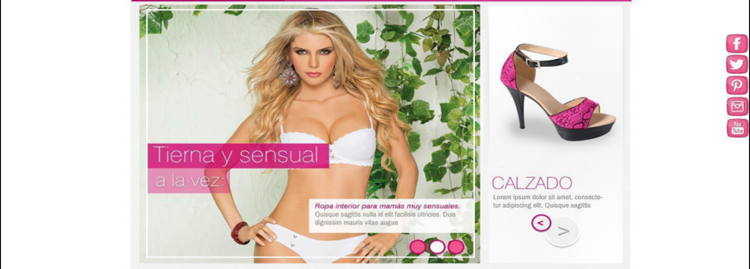 Tierna y sensual
a la vez:
Ropa interior para mamás muy sensuales.
Quisque sagittis nulla id elit facilisis ultricies. Duis
dignissim mauris vitae augue
CALZADO
Lorem ipsum dolor sit amet, consecte-
tur adipiscing elit. Quisque sagittis
<
>
You
Tube